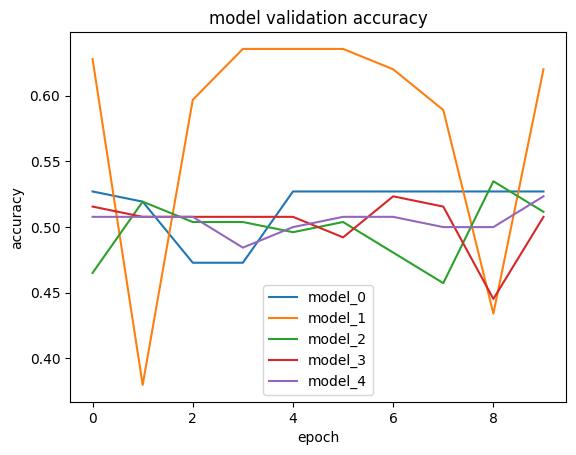 model validation accuracy
accuracy
0.60
0.55
0.50
0.45
0.40
model_0
model_1
model_2
model_3
model_4
0 2 4 6 8
epoch